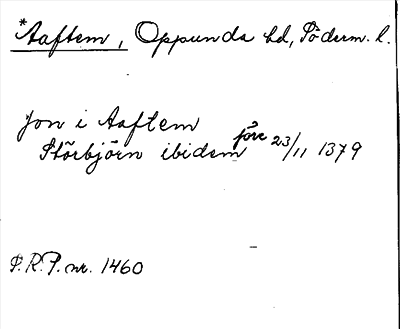 *Aaftem, Oppunda hd, Söderm. l.
Jon i Aaftem
Störbjörn ibidem före 23/11 1379
S.R.P. nr. 1460